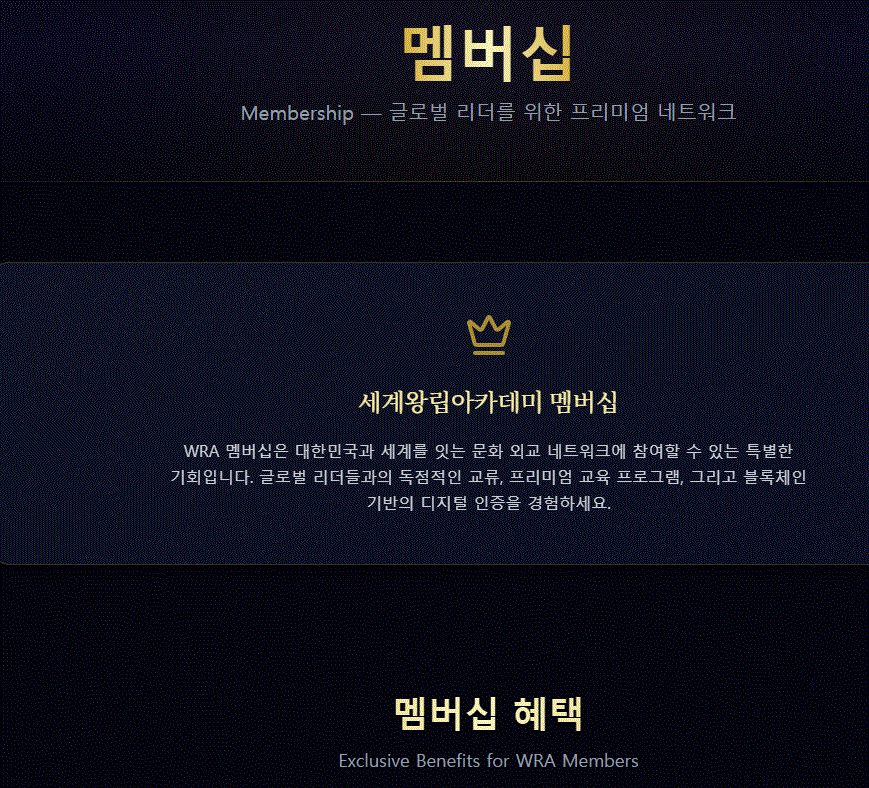 멤버십
Membership — 글로벌 리더를 위한 프리미엄 네트워크
세계왕립아카데미 멤버십
WRA 멤버십은 대한민국과 세계를 잇는 문화 외교 네트워크에 참여할 수 있는 특별한
기회입니다. 글로벌 리더들과의 독점적인 교류, 프리미엄 교육 프로그램, 그리고 블록체인
기반의 디지털 인증을 경험하세요.
멤버십 혜택
Exclusive Benefits for WRA Members